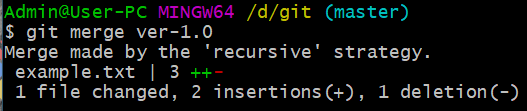 Admin@User-PC MINGW64 /d/git (master)
$ git merge ver-1.0
Merge made by the 'recursive' strategy.
 example.txt | 3 ++-
 1 file changed, 2 insertions(+), 1 deletion(-)